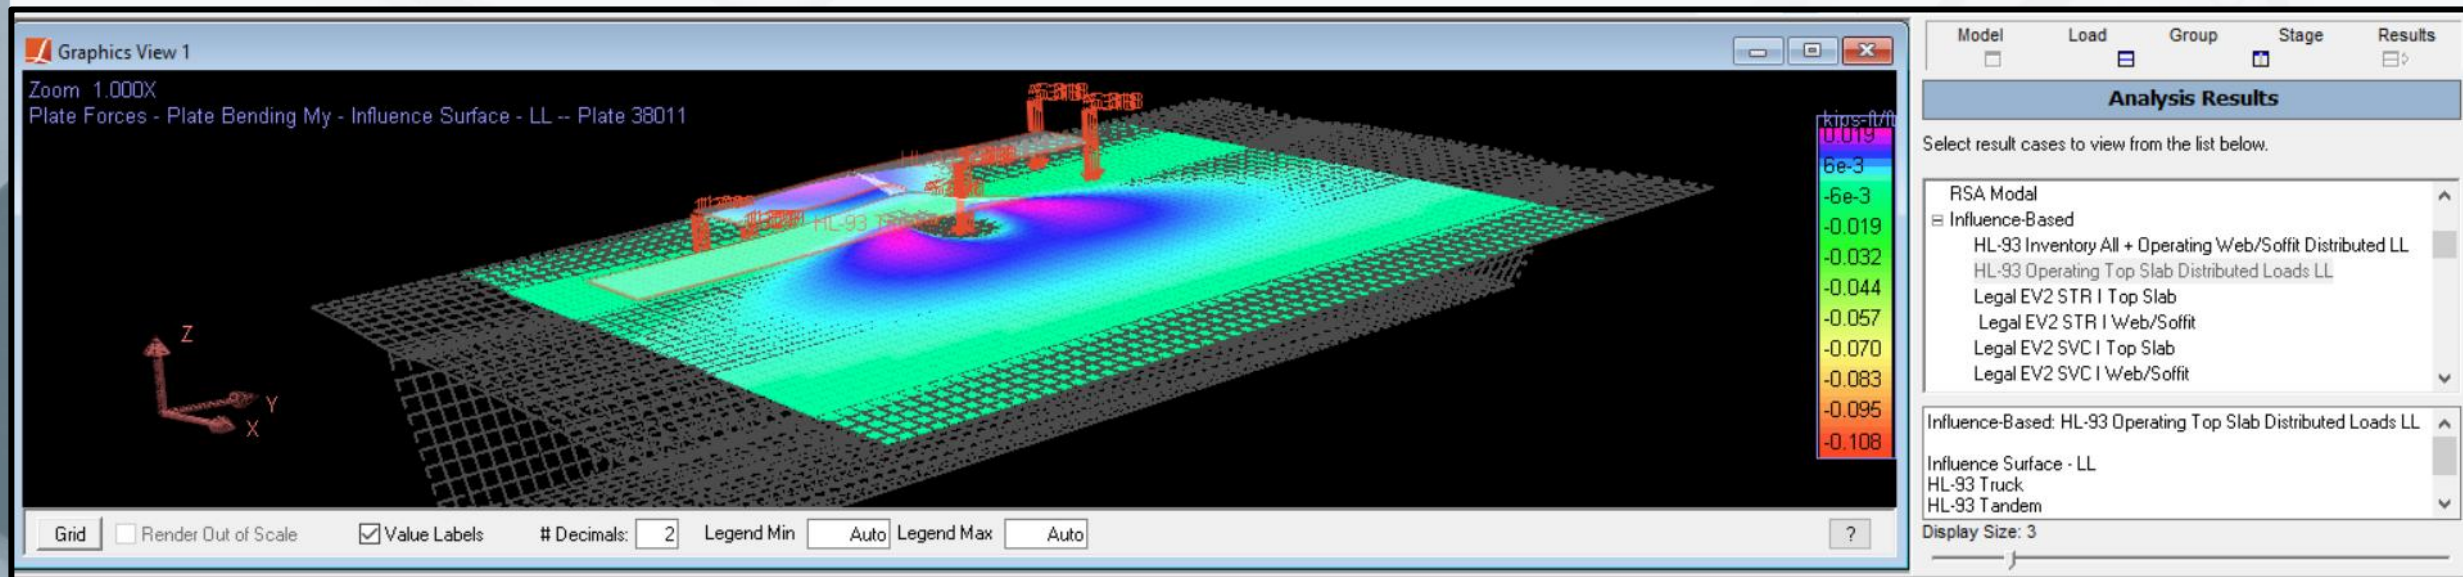 Graphics View 1
Zoom 1.000X
Plate Forces - Plate Bending My - Influence Surface - LL -- Plate 38011
HL-93
Z
Y
X
kips-ft/ft
0.019
6e-3
-6e-3
-0.019
-0.032
-0.044
-0.057
-0.070
-0.083
-0.095
-0.108
Grid
Render Out of Scale
Value Labels
# Decimals: 2
Legend Min Auto
Legend Max Auto
?
Model Load Group Stage Results
Analysis Results
Select result cases to view from the list below.
RSA Modal
Influence-Based
HL-93 Inventory All + Operating Web/Soffit Distributed LL
HL-93 Operating Top Slab Distributed Loads LL
Legal EV2 STR I Top Slab
Legal EV2 STR I Web/Soffit
Legal EV2 SVC I Top Slab
Legal EV2 SVC I Web/Soffit
Influence-Based: HL-93 Operating Top Slab Distributed Loads LL
Influence Surface - LL
HL-93 Truck
HL-93 Tandem
Display Size: 3